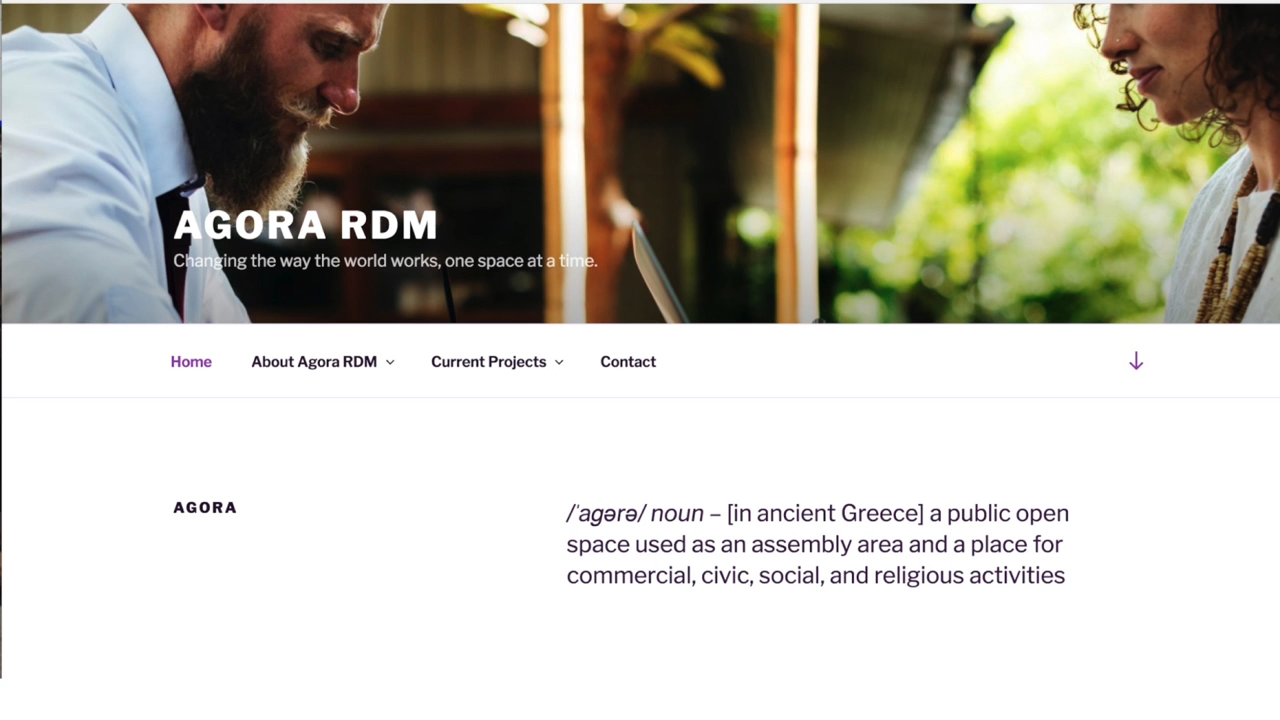 AGORA RDM
Changing the way the world works, one space at a time.
Home About Agora RDM Current Projects Contact
AGORA
/ˈaɡərə/ noun – [in ancient Greece] a public open
space used as an assembly area and a place for
commercial, civic, social, and religious activities